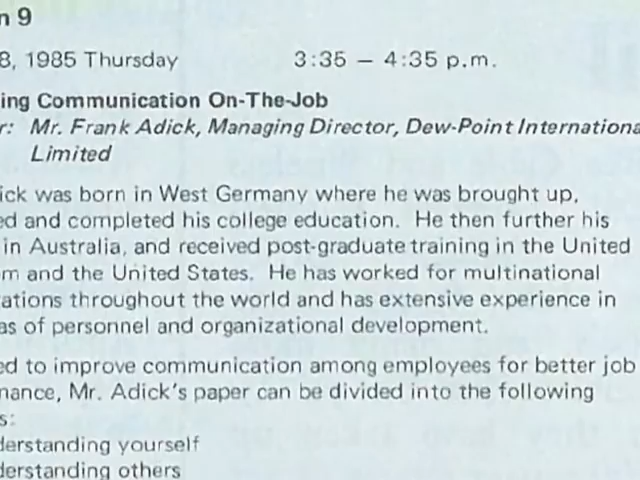 n 9
8, 1985 Thursday 3:35 — 4:35 p.m.
ing Communication On-The-Job
r: Mr. Frank Adick, Managing Director, Dew-Point Internationa
Limited
ick was born in West Germany where he was brought up,
ed and completed his college education. He then further his
in Australia, and received post-graduate training in the United
m and the United States. He has worked for multinational
ations throughout the world and has extensive experience in
as of personnel and organizational development.
ed to improve communication among employees for better job
nance, Mr. Adick's paper can be divided into the following
s:
derstanding yourself
derstanding others